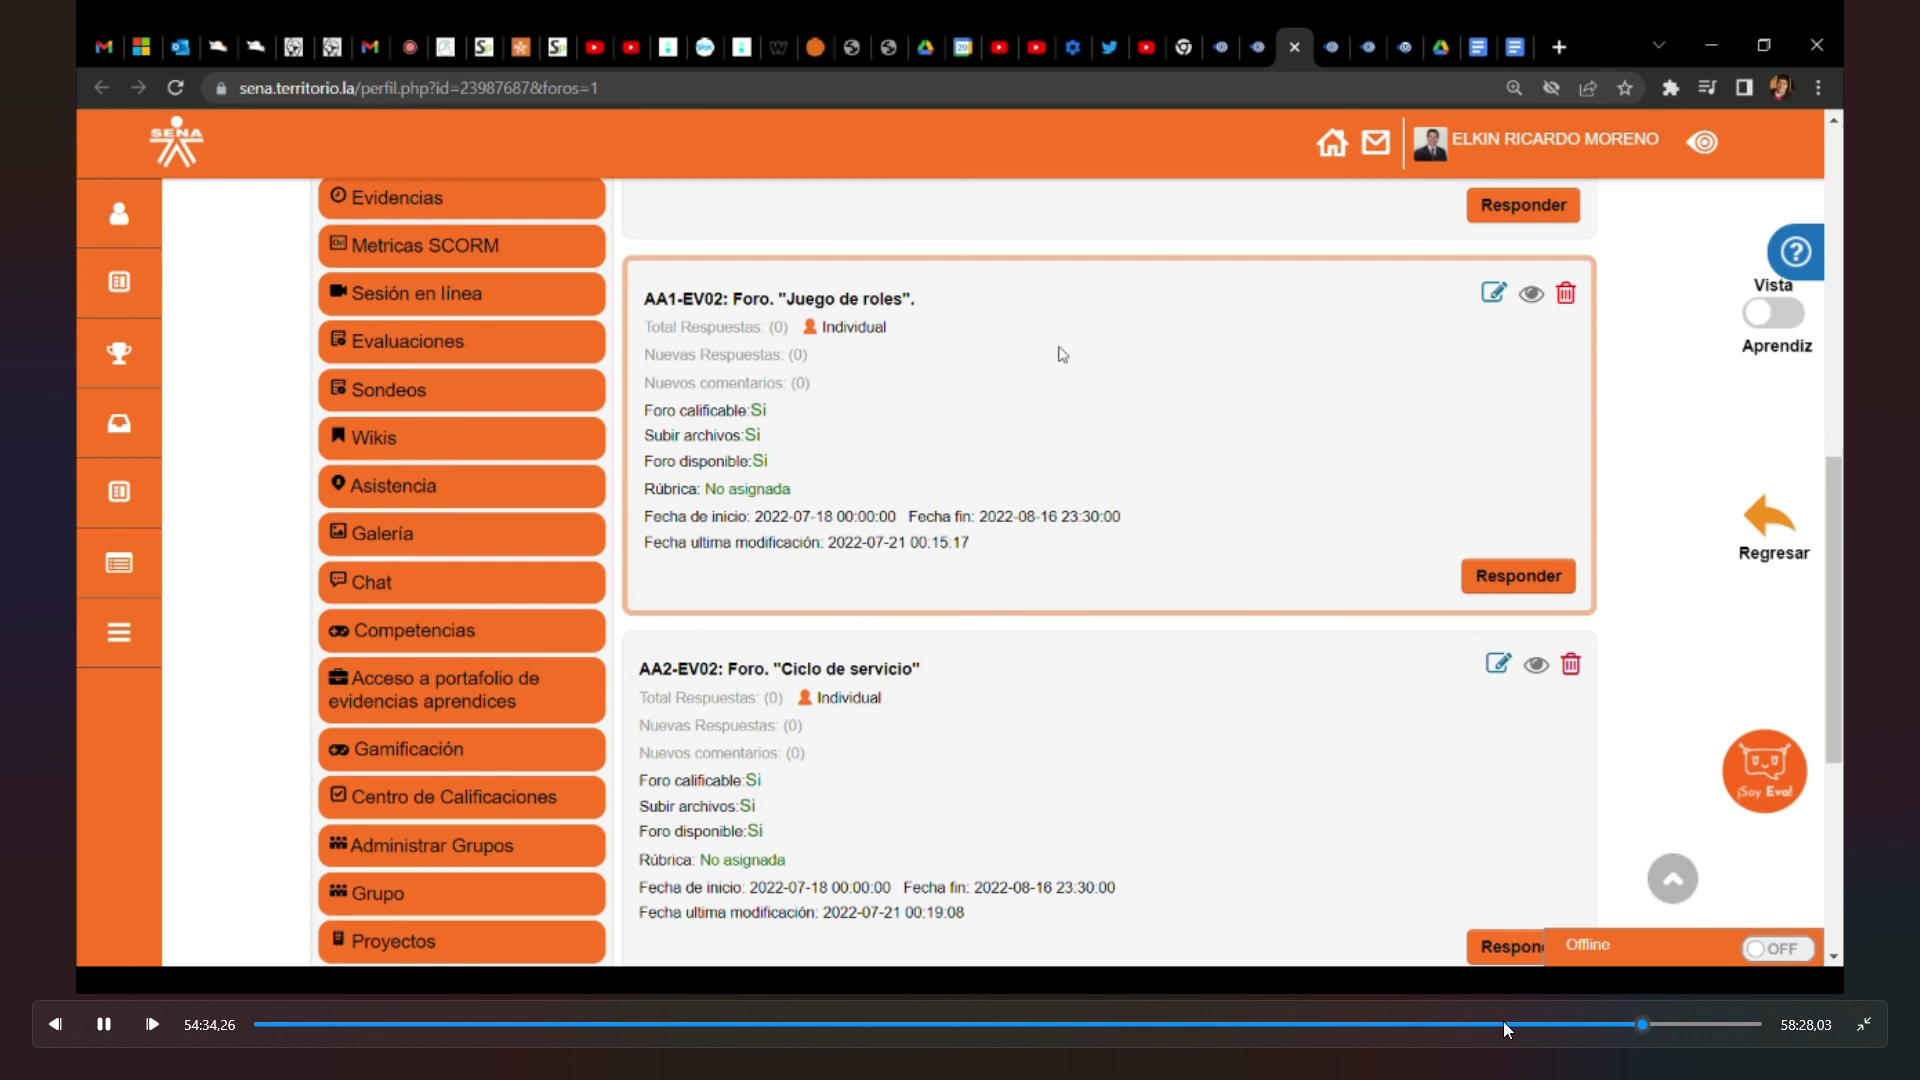 sena.territorio.la/perfil.php?id=23987687&foros=1
SENA
ELKIN RICARDO MORENO
Evidencias
Metricas SCORM
Sesión en línea
Evaluaciones
Sondeos
Wikis
Asistencia
Galería
Chat
Competencias
Acceso a portafolio de
evidencias aprendices
Gamificación
Centro de Calificaciones
Administrar Grupos
Grupo
Proyectos
Responder
AA1-EV02: Foro. "Juego de roles".
Total Respuestas: (0) Individual
Nuevas Respuestas: (0)
Nuevos comentarios: (0)
Foro calificable:Si
Subir archivos:Si
Foro disponible:Si
Rúbrica: No asignada
Fecha de inicio: 2022-07-18 00:00:00 Fecha fin: 2022-08-16 23:30:00
Fecha ultima modificación: 2022-07-21 00:15:17
Responder
AA2-EV02: Foro. "Ciclo de servicio"
Total Respuestas: (0) Individual
Nuevas Respuestas: (0)
Nuevos comentarios: (0)
Foro calificable:Si
Subir archivos:Si
Foro disponible:Si
Rúbrica: No asignada
Fecha de inicio: 2022-07-18 00:00:00 Fecha fin: 2022-08-16 23:30:00
Fecha ultima modificación: 2022-07-21 00:19:08
Respon
Vista
Aprendiz
Regresar
¡Soy Eva!
Offline
OFF
54:34,26
58:28,03